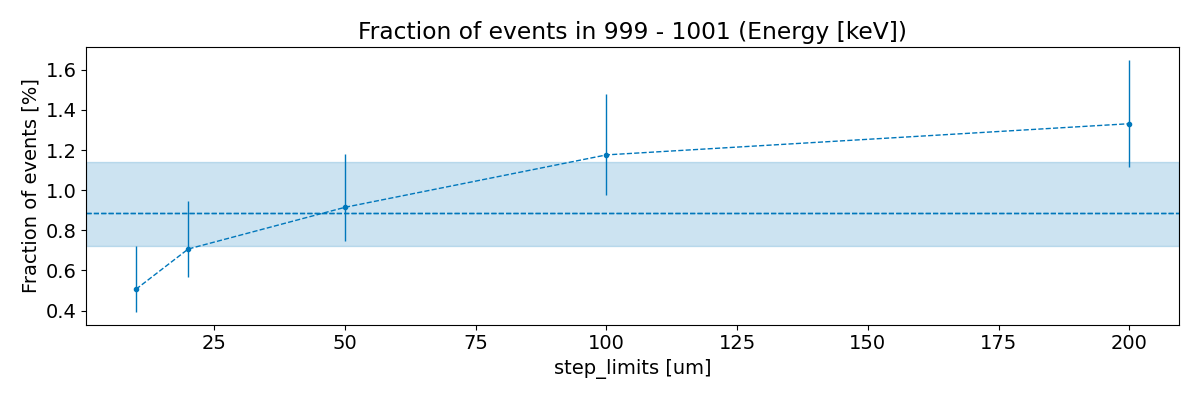 Fraction of events in 999 - 1001 (Energy [keV])
Fraction of events [%]
1.6
1.4
1.2
1.0
0.8
0.6
0.4
25 50 75 100 125 150 175 200
step_limits [um]